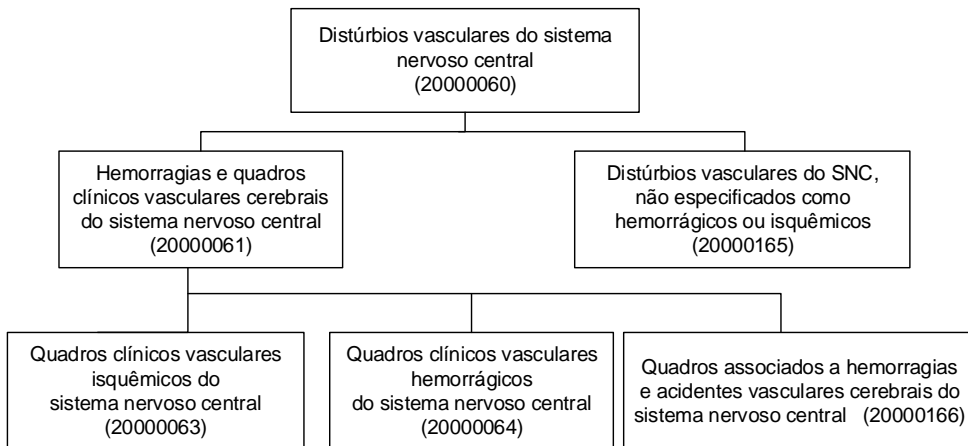 Distúrbios vasculares do sistema
nervoso central
(20000060)
Hemorragias e quadros
clínicos vasculares cerebrais
do sistema nervoso central
(20000061)
Distúrbios vasculares do SNC,
não especificados como
hemorrágicos ou isquêmicos
(20000165)
Quadros clínicos vasculares
isquêmicos do
sistema nervoso central
(20000063)
Quadros clínicos vasculares
hemorrágicos
do sistema nervoso central
(20000064)
Quadros associados a hemorragias
e acidentes vasculares cerebrais do
sistema nervoso central (20000166)